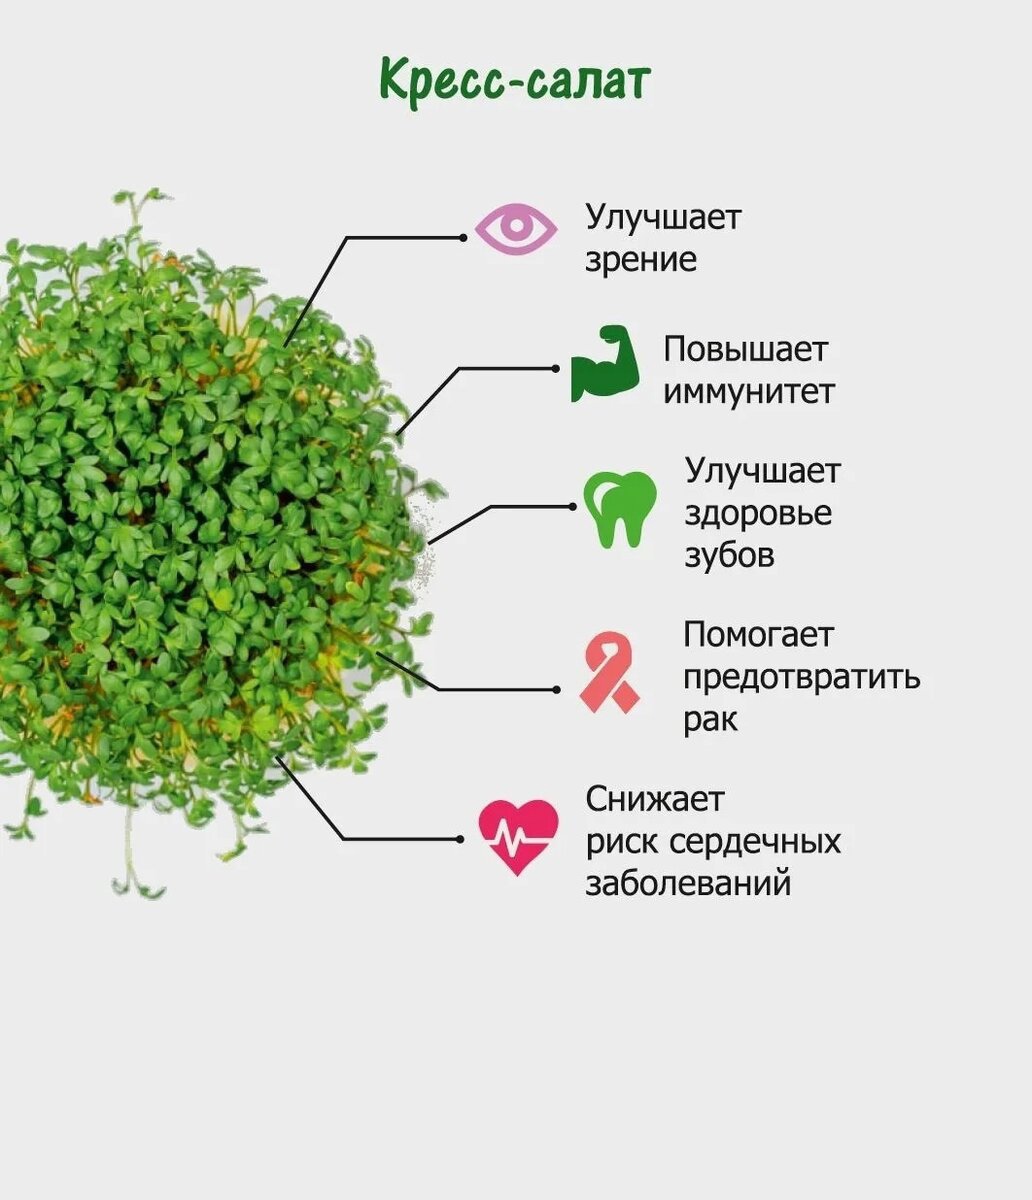 Кресс-салат
Улучшает
зрение
Повышает
иммунитет
Улучшает
здоровье
зубов
Помогает
предотвратить
рак
Снижает
риск сердечных
заболеваний